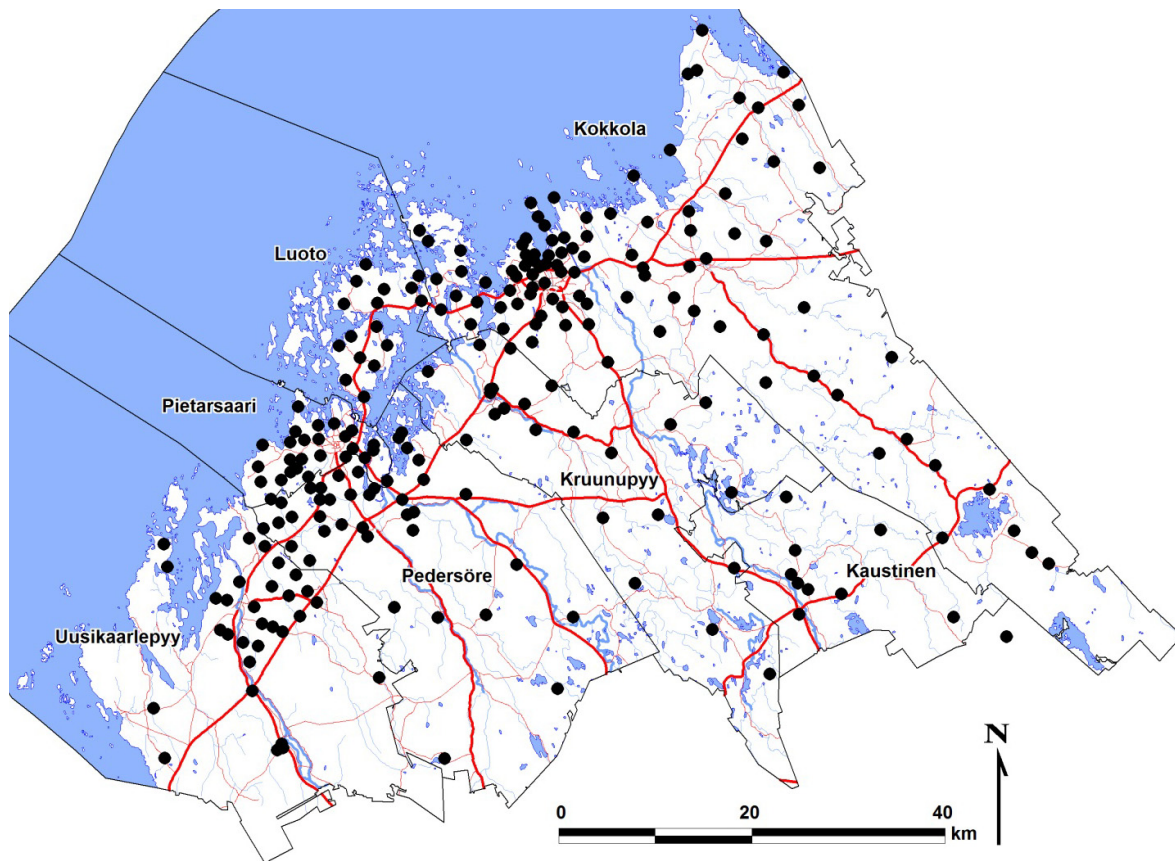 Kokkola
Luoto
Pietarsaari
Kruunupyy
Pedersöre
Kaustinen
Uusikaarlepyy
N
0 20 40
km